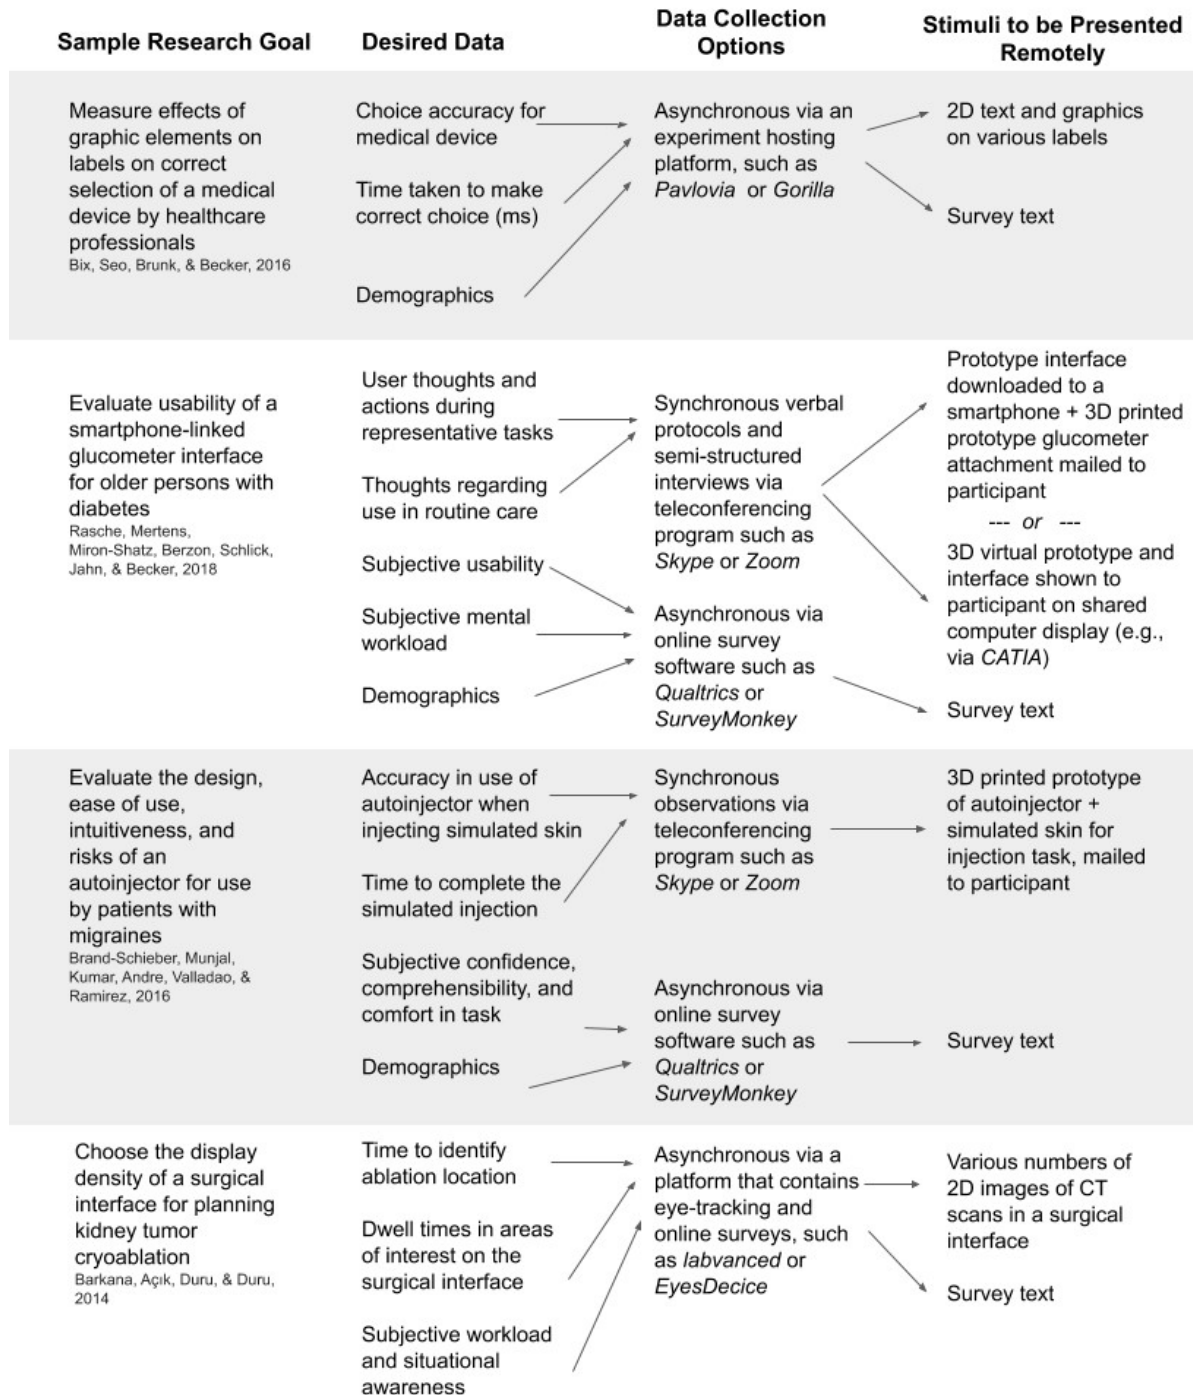 Sample Research Goal
Desired Data
Data Collection
Options
Stimuli to be Presented
Remotely
Measure effects of
graphic elements on
labels on correct
selection of a medical
device by healthcare
professionals
Bix, Seo, Brunk, & Becker, 2016
Choice accuracy for
medical device
Time taken to make
correct choice (ms)
Demographics
Asynchronous via an
experiment hosting
platform, such as
Pavlovia or Gorilla
2D text and graphics
on various labels
Survey text
Evaluate usability of a
smartphone-linked
glucometer interface
for older persons with
diabetes
Rasche, Mertens,
Miron-Shatz, Berzon, Schlick,
Jahn, & Becker, 2018
User thoughts and
actions during
representative tasks
Thoughts regarding
use in routine care
Subjective usability
Subjective mental
workload
Demographics
Synchronous verbal
protocols and
semi-structured
interviews via
teleconferencing
program such as
Skype or Zoom
Asynchronous via
online survey
software such as
Qualtrics or
SurveyMonkey
Prototype interface
downloaded to a
smartphone + 3D printed
prototype glucometer
attachment mailed to
participant
--- or ---
3D virtual prototype and
interface shown to
participant on shared
computer display (e.g.,
via CATIA)
Survey text
Evaluate the design,
ease of use,
intuitiveness, and
risks of an
autoinjector for use
by patients with
migraines
Brand-Schieber, Munjal,
Kumar, Andre, Valladao, &
Ramirez, 2016
Accuracy in use of
autoinjector when
injecting simulated skin
Time to complete the
simulated injection
Subjective confidence,
comprehensibility, and
comfort in task
Demographics
Synchronous
observations via
teleconferencing
program such as
Skype or Zoom
Asynchronous via
online survey
software such as
Qualtrics or
SurveyMonkey
3D printed prototype
of autoinjector +
simulated skin for
injection task, mailed
to participant
Survey text
Choose the display
density of a surgical
interface for planning
kidney tumor
cryoablation
Barkana, Açık, Duru, & Duru,
2014
Time to identify
ablation location
Dwell times in areas
of interest on the
surgical interface
Subjective workload
and situational
awareness
Asynchronous via a
platform that contains
eye-tracking and
online surveys, such
as labvanced or
EyesDecice
Various numbers of
2D images of CT
scans in a surgical
interface
Survey text